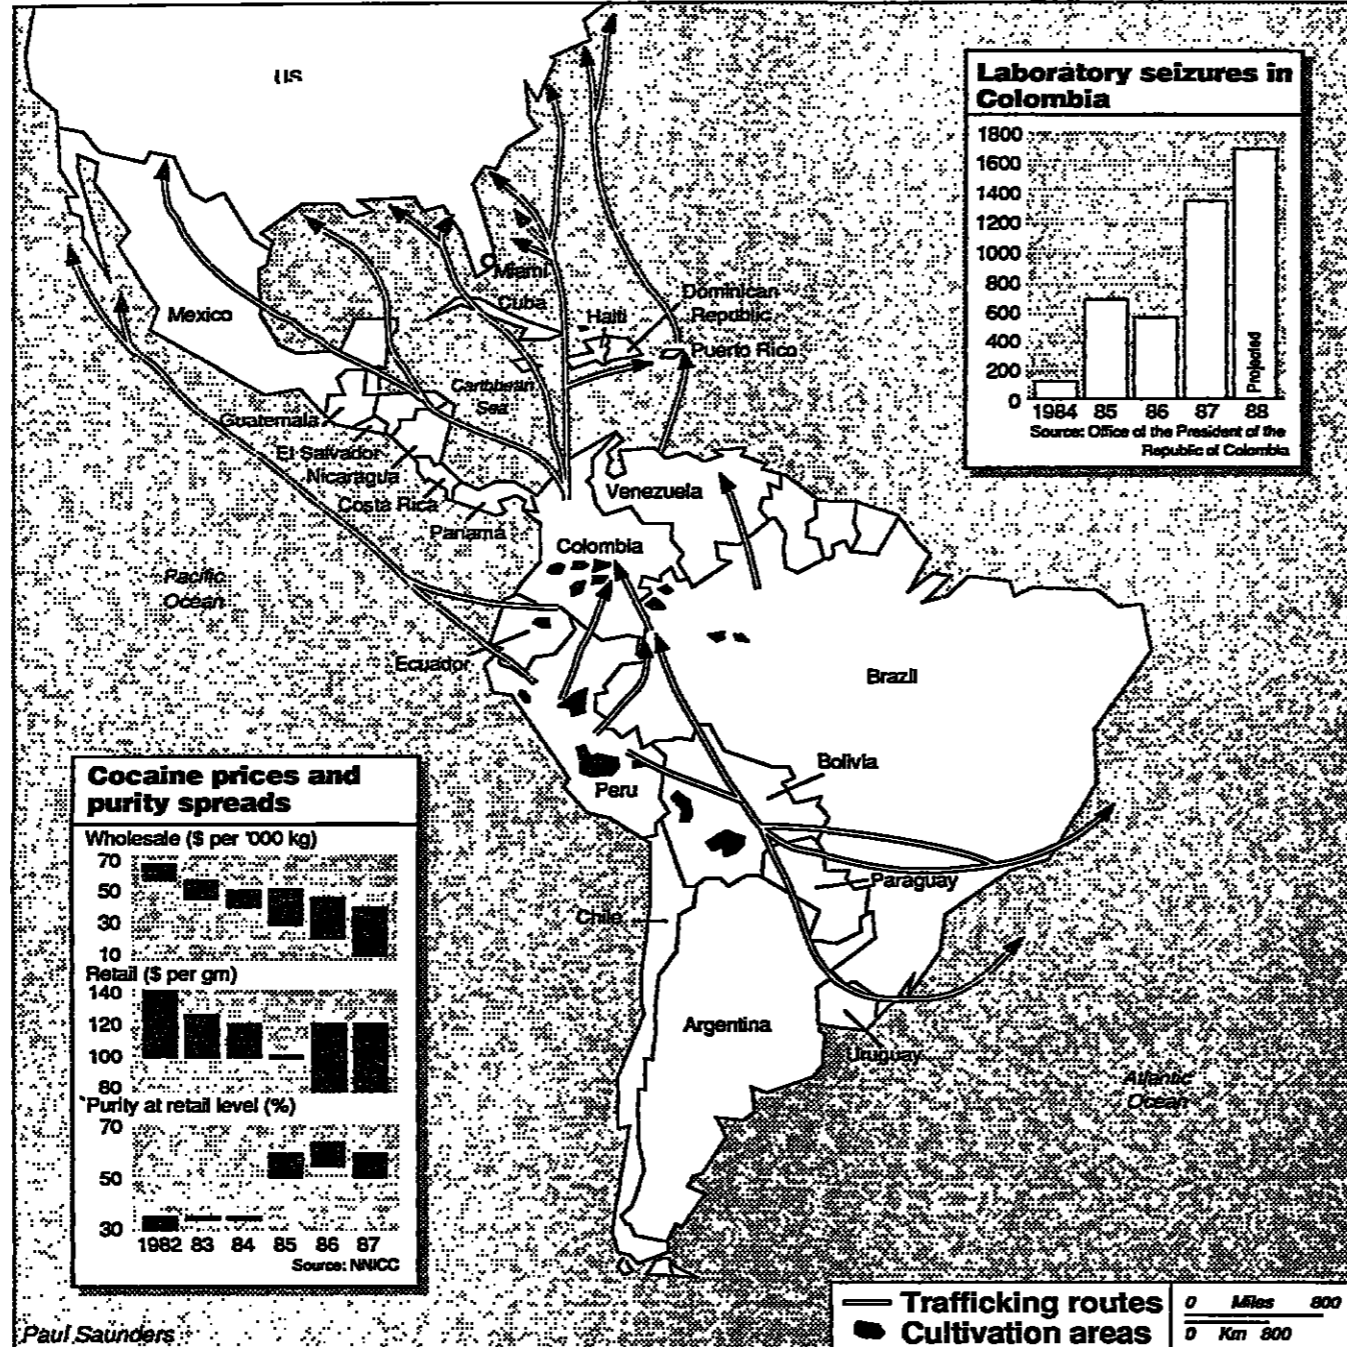 US
Laboratory seizures in
Colombia
1800
1600
1400
1200
1000
800
600
400
200
0
1984 85 86 87 88
Projected
Source: Office of the President of the
Republic of Colombia
Miami
Mexico
Cuba
Haiti
Dominican
Republic
Puerto Rico
Caribbean
Sea
Guatemala
El Salvador
Nicaragua
Costa Rica
Panama
Venezuela
Colombia
Pacific
Ocean
Ecuador
Brazil
Peru
Bolivia
Paraguay
Chile
Argentina
Uruguay
Atlantic
Ocean
Cocaine prices and
purity spreads
Wholesale ($ per '000 kg)
70
50
30
10
Retail ($ per gm)
140
120
100
80
Purity at retail level (%)
70
50
30
1982 83 84 85 86 87
Source: NNICC
Paul Saunders
Trafficking routes
Cultivation areas
0 Miles 800
0 Km 800